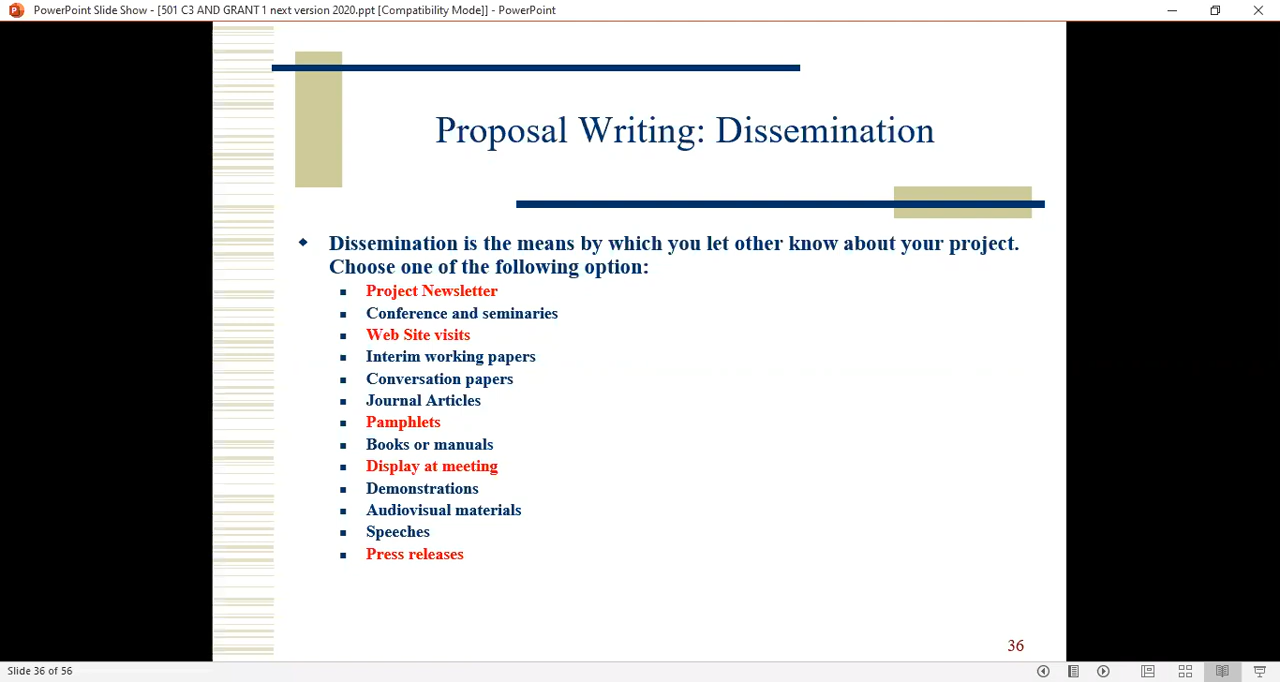 PowerPoint Slide Show - [501 C3 AND GRANT 1 next version 2020.ppt [Compatibility Mode]] - PowerPoint
Proposal Writing: Dissemination
Dissemination is the means by which you let other know about your project.
Choose one of the following option:
Project Newsletter
Conference and seminaries
Web Site visits
Interim working papers
Conversation papers
Journal Articles
Pamphlets
Books or manuals
Display at meeting
Demonstrations
Audiovisual materials
Speeches
Press releases
36
Slide 36 of 56